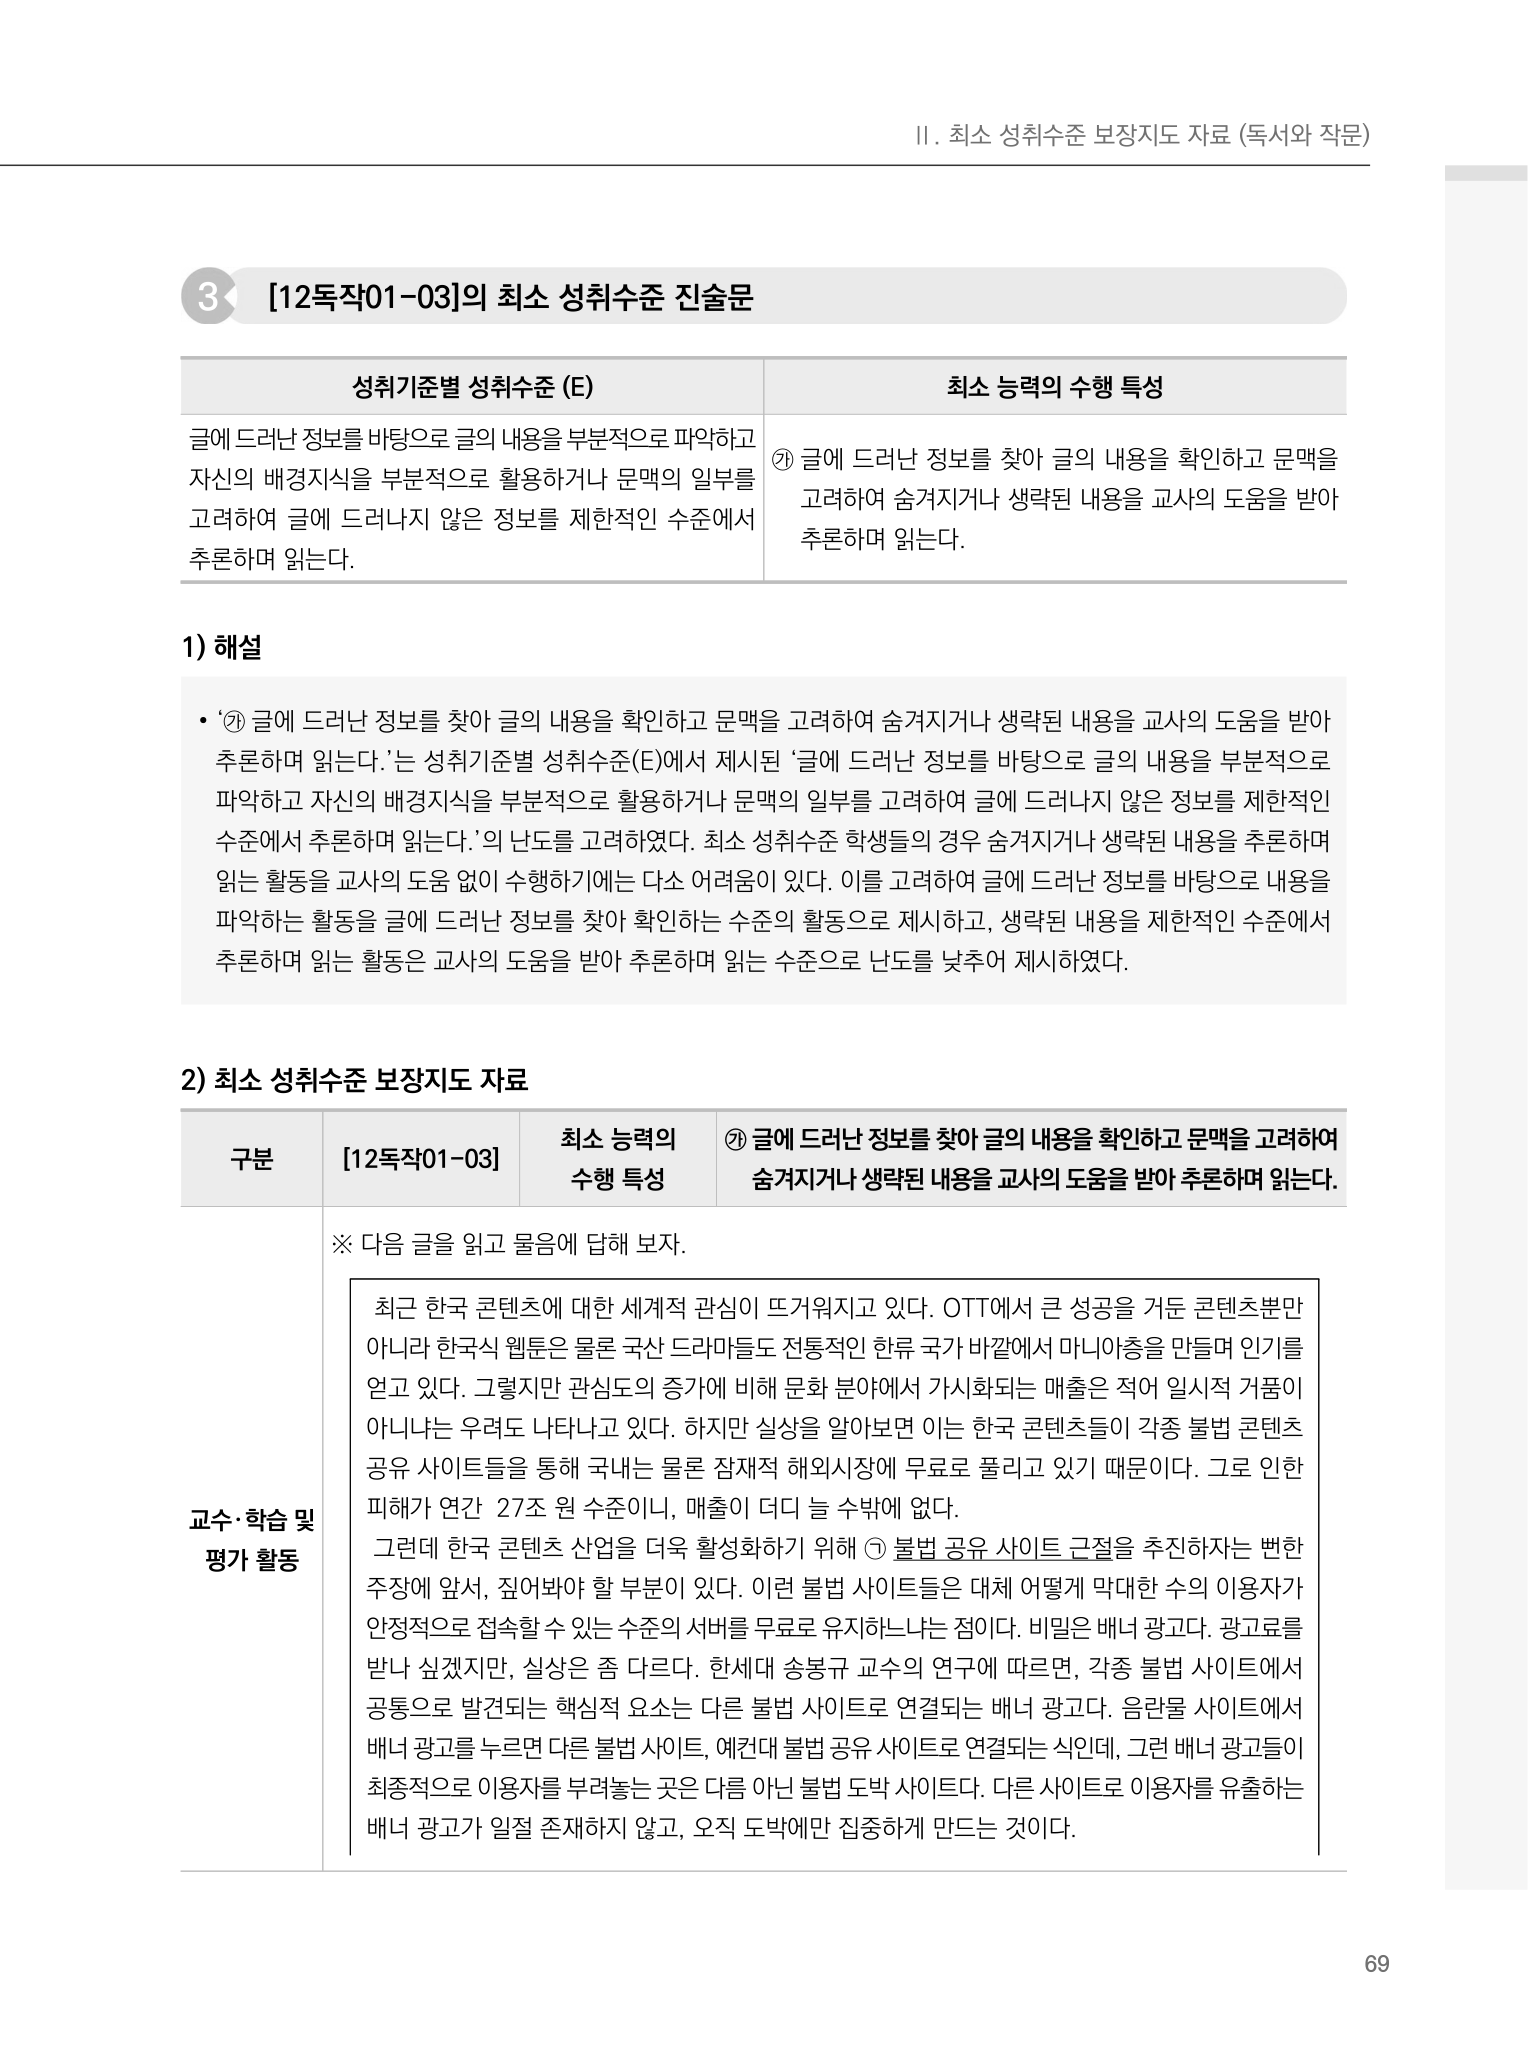 Ⅱ. 최소 성취수준 보장지도 자료 (독서와 작문)
3 [12독작01-03]의 최소 성취수준 진술문
성취기준별 성취수준 (E) 최소 능력의 수행 특성
글에 드러난 정보를 바탕으로 글의 내용을 부분적으로 파악하고
자신의 배경지식을 부분적으로 활용하거나 문맥의 일부를
고려하여 글에 드러나지 않은 정보를 제한적인 수준에서
추론하며 읽는다.
㉮ 글에 드러난 정보를 찾아 글의 내용을 확인하고 문맥을
고려하여 숨겨지거나 생략된 내용을 교사의 도움을 받아
추론하며 읽는다.
1) 해설
• ‘㉮ 글에 드러난 정보를 찾아 글의 내용을 확인하고 문맥을 고려하여 숨겨지거나 생략된 내용을 교사의 도움을 받아
추론하며 읽는다.’는 성취기준별 성취수준(E)에서 제시된 ‘글에 드러난 정보를 바탕으로 글의 내용을 부분적으로
파악하고 자신의 배경지식을 부분적으로 활용하거나 문맥의 일부를 고려하여 글에 드러나지 않은 정보를 제한적인
수준에서 추론하며 읽는다.’의 난도를 고려하였다. 최소 성취수준 학생들의 경우 숨겨지거나 생략된 내용을 추론하며
읽는 활동을 교사의 도움 없이 수행하기에는 다소 어려움이 있다. 이를 고려하여 글에 드러난 정보를 바탕으로 내용을
파악하는 활동을 글에 드러난 정보를 찾아 확인하는 수준의 활동으로 제시하고, 생략된 내용을 제한적인 수준에서
추론하며 읽는 활동은 교사의 도움을 받아 추론하며 읽는 수준으로 난도를 낮추어 제시하였다.
2) 최소 성취수준 보장지도 자료
구분 [12독작01-03]
최소 능력의
수행 특성
㉮ 글에 드러난 정보를 찾아 글의 내용을 확인하고 문맥을 고려하여
숨겨지거나 생략된 내용을 교사의 도움을 받아 추론하며 읽는다.
교수·학습 및
평가 활동
※ 다음 글을 읽고 물음에 답해 보자.
최근 한국 콘텐츠에 대한 세계적 관심이 뜨거워지고 있다. OTT에서 큰 성공을 거둔 콘텐츠뿐만
아니라 한국식 웹툰은 물론 국산 드라마들도 전통적인 한류 국가 바깥에서 마니아층을 만들며 인기를
얻고 있다. 그렇지만 관심도의 증가에 비해 문화 분야에서 가시화되는 매출은 적어 일시적 거품이
아니냐는 우려도 나타나고 있다. 하지만 실상을 알아보면 이는 한국 콘텐츠들이 각종 불법 콘텐츠
공유 사이트들을 통해 국내는 물론 잠재적 해외시장에 무료로 풀리고 있기 때문이다. 그로 인한
피해가 연간 27조 원 수준이니, 매출이 더디 늘 수밖에 없다.
그런데 한국 콘텐츠 산업을 더욱 활성화하기 위해 ㉠ 불법 공유 사이트 근절을 추진하자는 뻔한
주장에 앞서, 짚어봐야 할 부분이 있다. 이런 불법 사이트들은 대체 어떻게 막대한 수의 이용자가
안정적으로 접속할 수 있는 수준의 서버를 무료로 유지하느냐는 점이다. 비밀은 배너 광고다. 광고료를
받나 싶겠지만, 실상은 좀 다르다. 한세대 송봉규 교수의 연구에 따르면, 각종 불법 사이트에서
공통으로 발견되는 핵심적 요소는 다른 불법 사이트로 연결되는 배너 광고다. 음란물 사이트에서
배너 광고를 누르면 다른 불법 사이트, 예컨대 불법 공유 사이트로 연결되는 식인데, 그런 배너 광고들이
최종적으로 이용자를 부려놓는 곳은 다름 아닌 불법 도박 사이트다. 다른 사이트로 이용자를 유출하는
배너 광고가 일절 존재하지 않고, 오직 도박에만 집중하게 만드는 것이다.
69